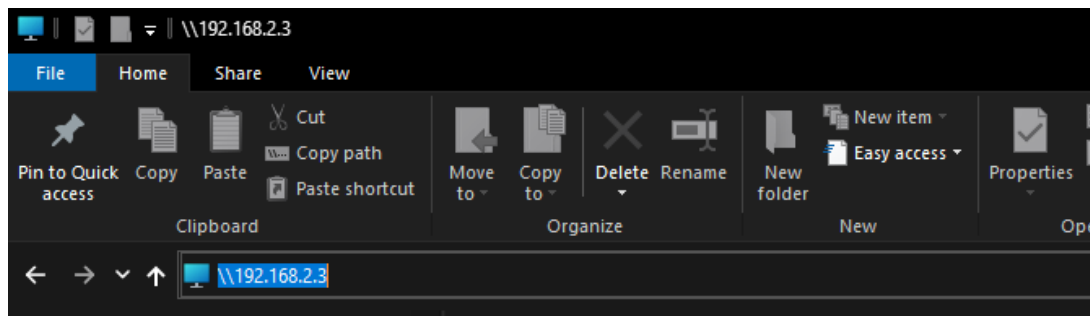 \\192.168.2.3
File Home Share View
Pin to Quick access
Copy
Paste
Cut
Copy path
Paste shortcut
Clipboard
Move to
Copy to
Delete
Rename
Organize
New folder
New item
Easy access
New
Properties
Ope
\\192.168.2.3